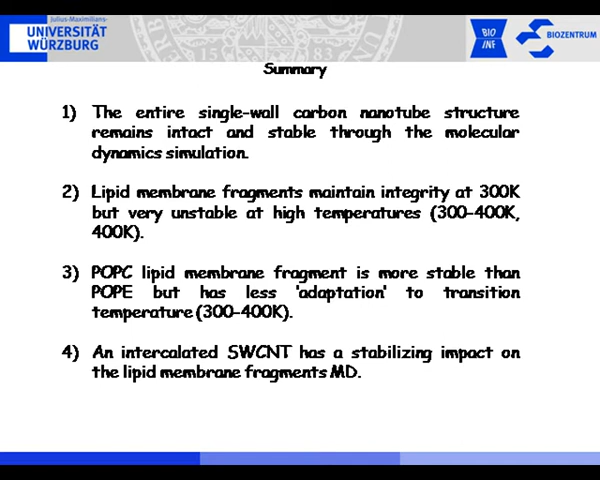 Julius-Maximilians-
UNIVERSITÄT
WÜRZBURG
BIO
INF
BIOZENTRUM
Summary
1) The entire single-wall carbon nanotube structure
remains intact and stable through the molecular
dynamics simulation.
2) Lipid membrane fragments maintain integrity at 300K
but very unstable at high temperatures (300-400K,
400K).
3) POPC lipid membrane fragment is more stable than
POPE but has less 'adaptation' to transition
temperature (300-400K).
4) An intercalated SWCNT has a stabilizing impact on
the lipid membrane fragments MD.